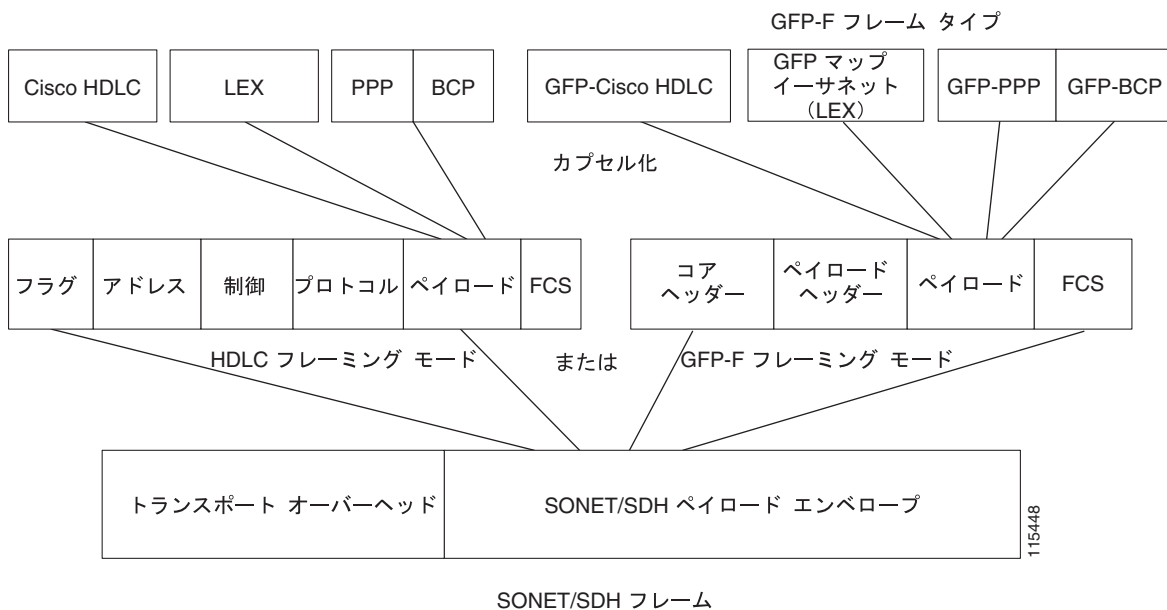 GFP-F フレーム タイプ
Cisco HDLC
LEX
PPP
BCP
GFP-Cisco HDLC
GFP マップ
イーサネット
（LEX）
GFP-PPP
GFP-BCP
カプセル化
フラグ
アドレス
制御
プロトコル
ペイロード
FCS
コア
ヘッダー
ペイロード
ヘッダー
ペイロード
FCS
HDLC フレーミング モード
または
GFP-F フレーミング モード
トランスポート オーバーヘッド
SONET/SDH ペイロード エンベロープ
115448
SONET/SDH フレーム